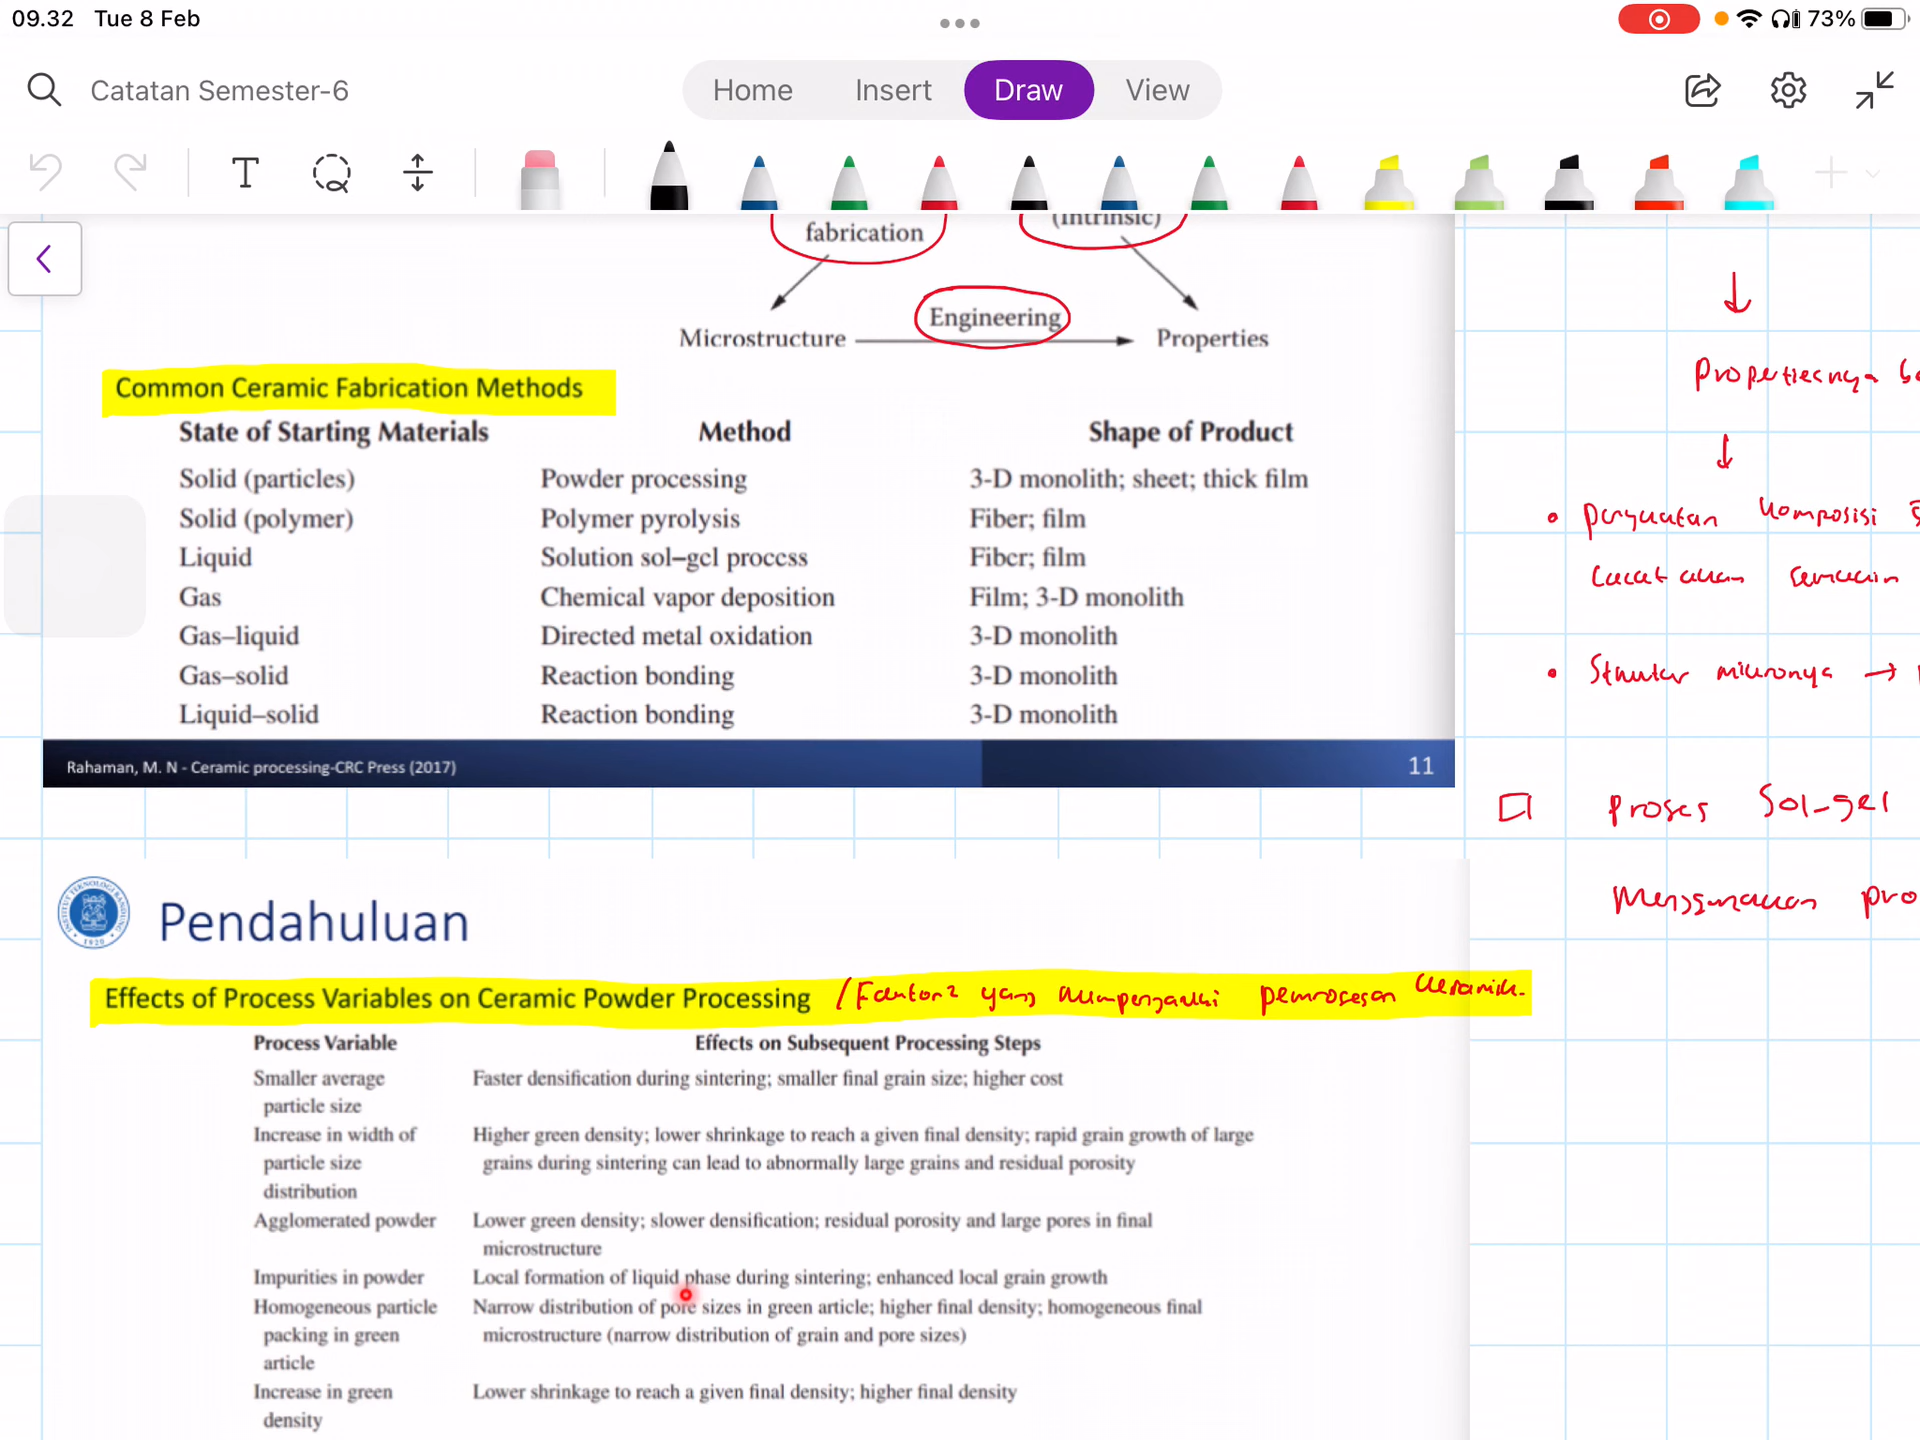 09.32 Tue 8 Feb
73%
Catatan Semester-6
Home Insert Draw View
T
fabrication
(Intrinsic)
Engineering
Microstructure Properties
Common Ceramic Fabrication Methods
State of Starting Materials Method Shape of Product
Solid (particles) Powder processing 3-D monolith; sheet; thick film
Solid (polymer) Polymer pyrolysis Fiber; film
Liquid Solution sol–gel process Fiber; film
Gas Chemical vapor deposition Film; 3-D monolith
Gas–liquid Directed metal oxidation 3-D monolith
Gas–solid Reaction bonding 3-D monolith
Liquid–solid Reaction bonding 3-D monolith
Rahaman, M. N - Ceramic processing-CRC Press (2017) 11
↓
Propertiesnya
↓
• Penguatan komposisi
Cacat akan semakin
• Struktur mikronya →
Proses Sol-gel
Menggunakan pro
INSTITUT TEKNOLOGI BANDUNG
1920
Pendahuluan
Effects of Process Variables on Ceramic Powder Processing / Faktor² yang mempengaruhi pemrosesan keramik.
Process Variable Effects on Subsequent Processing Steps
Smaller average Faster densification during sintering; smaller final grain size; higher cost
particle size
Increase in width of Higher green density; lower shrinkage to reach a given final density; rapid grain growth of large
particle size grains during sintering can lead to abnormally large grains and residual porosity
distribution
Agglomerated powder Lower green density; slower densification; residual porosity and large pores in final
microstructure
Impurities in powder Local formation of liquid phase during sintering; enhanced local grain growth
Homogeneous particle Narrow distribution of pore sizes in green article; higher final density; homogeneous final
packing in green microstructure (narrow distribution of grain and pore sizes)
article
Increase in green Lower shrinkage to reach a given final density; higher final density
density